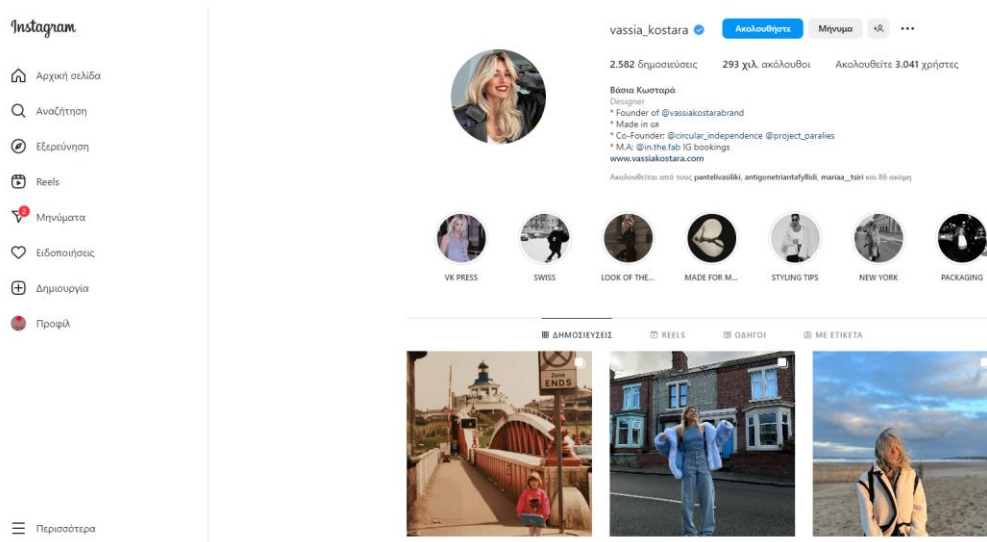 Instagram
Αρχική σελίδα
Αναζήτηση
Εξερεύνηση
Reels
2
Μηνύματα
Ειδοποιήσεις
Δημιουργία
Προφίλ
Περισσότερα
vassia_kostara Ακολουθήστε Μήνυμα
2.582 δημοσιεύσεις 293 χιλ. ακόλουθοι Ακολουθείτε 3.041 χρήστες
Βάσια Κωσταρά
Designer
* Founder of @vassiakostarabrand
* Made in GR
* Co-Founder: @circular_independence @project_paralies
* M.A: @in.the.fab IG bookings
www.vassiakostara.com
Ακολουθείται από τους pantelivasiliki, antigonetriantafyllidi, mariaa__tsiri και 86 ακόμη
VK PRESS SWISS LOOK OF THE... MADE FOR M... STYLING TIPS NEW YORK PACKAGING
ΔΗΜΟΣΙΕΥΣΕΙΣ REELS ΟΔΗΓΟΙ ΜΕ ΕΤΙΚΕΤΑ
Zone
ENDS